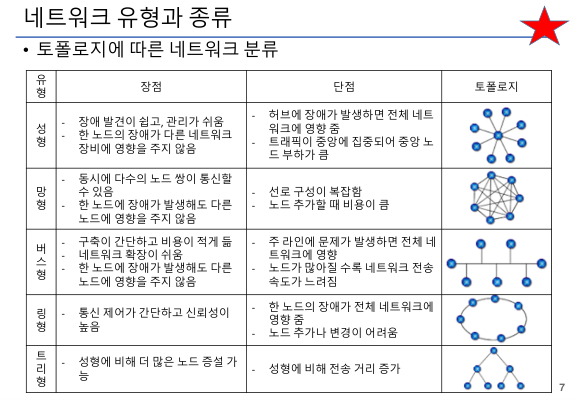 네트워크 유형과 종류
• 토폴로지에 따른 네트워크 분류
유
형
장점
단점
토폴로지
성
형
- 장애 발견이 쉽고, 관리가 쉬움
- 한 노드의 장애가 다른 네트워크
장비에 영향을 주지 않음
- 허브에 장애가 발생하면 전체 네트
워크에 영향 줌
- 트래픽이 중앙에 집중되어 중앙 노
드 부하가 큼
망
형
- 동시에 다수의 노드 쌍이 통신할
수 있음
- 한 노드에 장애가 발생해도 다른
노드에 영향을 주지 않음
- 선로 구성이 복잡함
- 노드 추가할 때 비용이 큼
버
스
형
- 구축이 간단하고 비용이 적게 듦
- 네트워크 확장이 쉬움
- 한 노드에 장애가 발생해도 다른
노드에 영향을 주지 않음
- 주 라인에 문제가 발생하면 전체 네
트워크에 영향
- 노드가 많아질 수록 네트워크 전송
속도가 느려짐
링
형
- 통신 제어가 간단하고 신뢰성이
높음
- 한 노드의 장애가 전체 네트워크에
영향 줌
- 노드 추가나 변경이 어려움
트
리
형
- 성형에 비해 더 많은 노드 증설 가
능
- 성형에 비해 전송 거리 증가
7